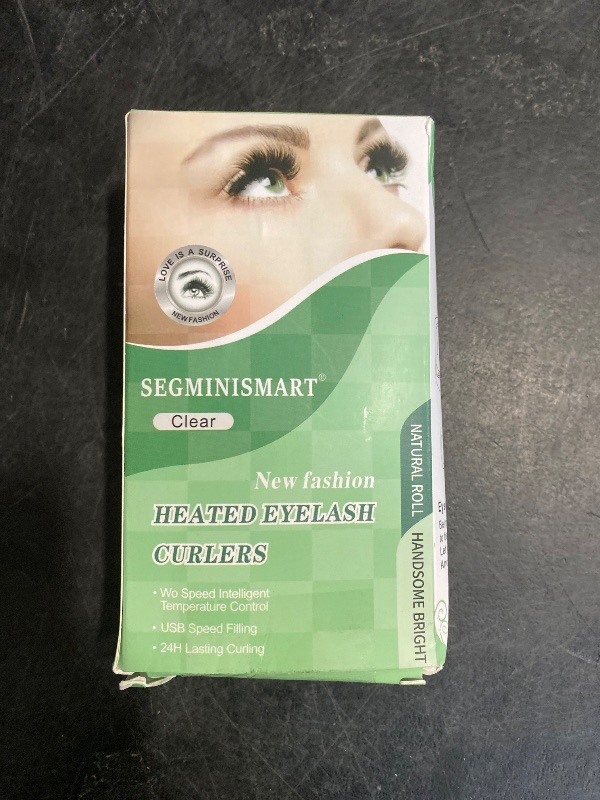 LOVE IS A SURPRISE
NEW FASHION
SEGMINISMART®
Clear
New fashion
HEATED EYELASH
CURLERS
• Wo Speed Intelligent
Temperature Control
• USB Speed Filling
• 24H Lasting Curling
NATURAL ROLL HANDSOME BRIGHT